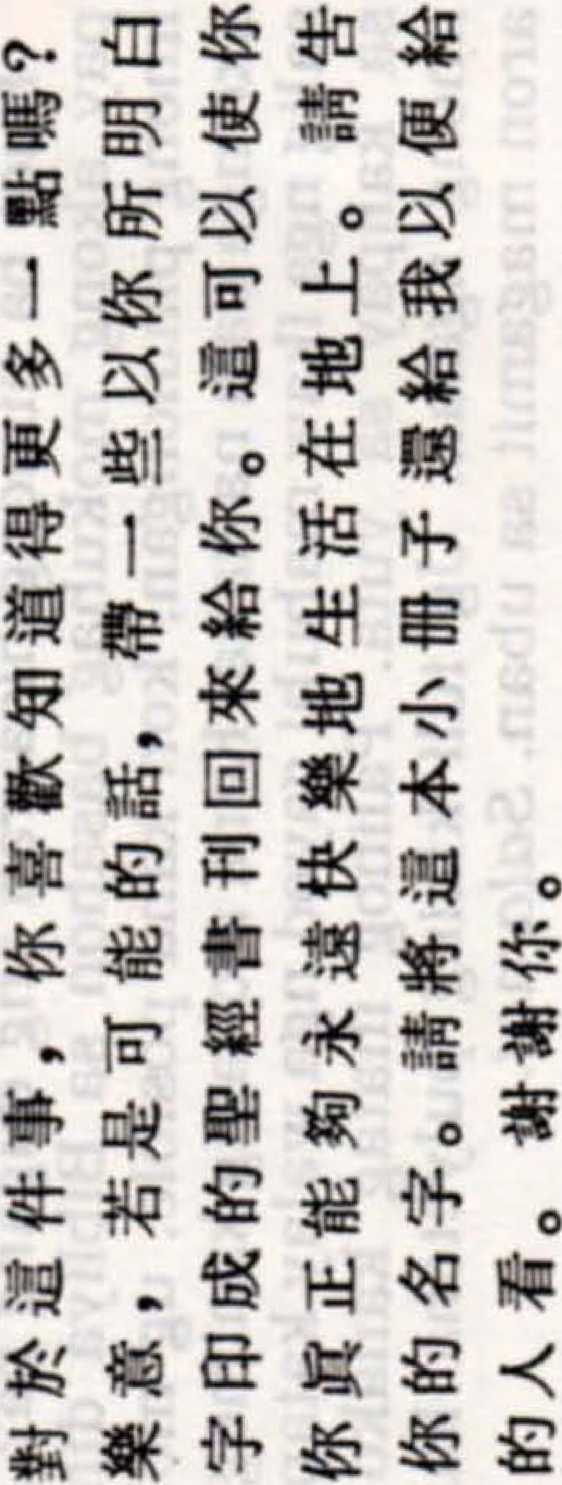 對於這件事，你喜歡知道得更多一點嗎？
樂意，若是可能的話，帶一些以你所明白
字印成的聖經書刊回來給你。這可以使你
你眞正能夠永遠快樂地生活在地上。請告
你的名字。請將這本小冊子還給我以便給
的人看。謝謝你。